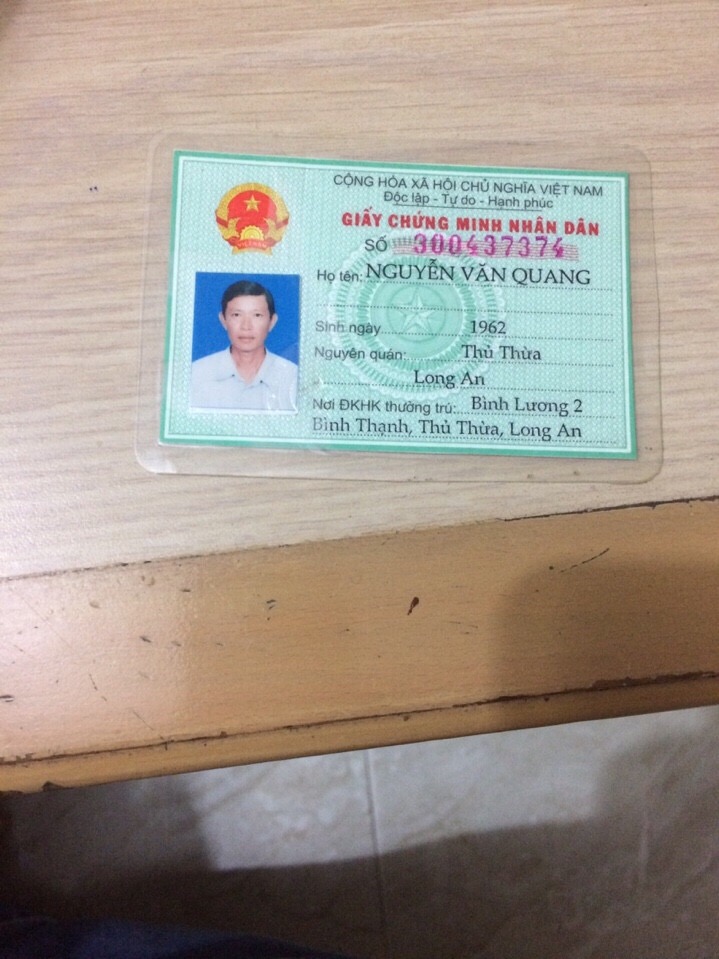 CỘNG HÒA XÃ HỘI CHỦ NGHĨA VIỆT NAM
Độc lập - Tự do - Hạnh phúc
GIẤY CHỨNG MINH NHÂN DÂN
SỐ 300437374
Họ tên: NGUYỄN VĂN QUANG
Sinh ngày 1962
Nguyên quán: Thủ Thừa
Long An
Nơi ĐKHK thường trú: Bình Lương 2
Bình Thạnh, Thủ Thừa, Long An